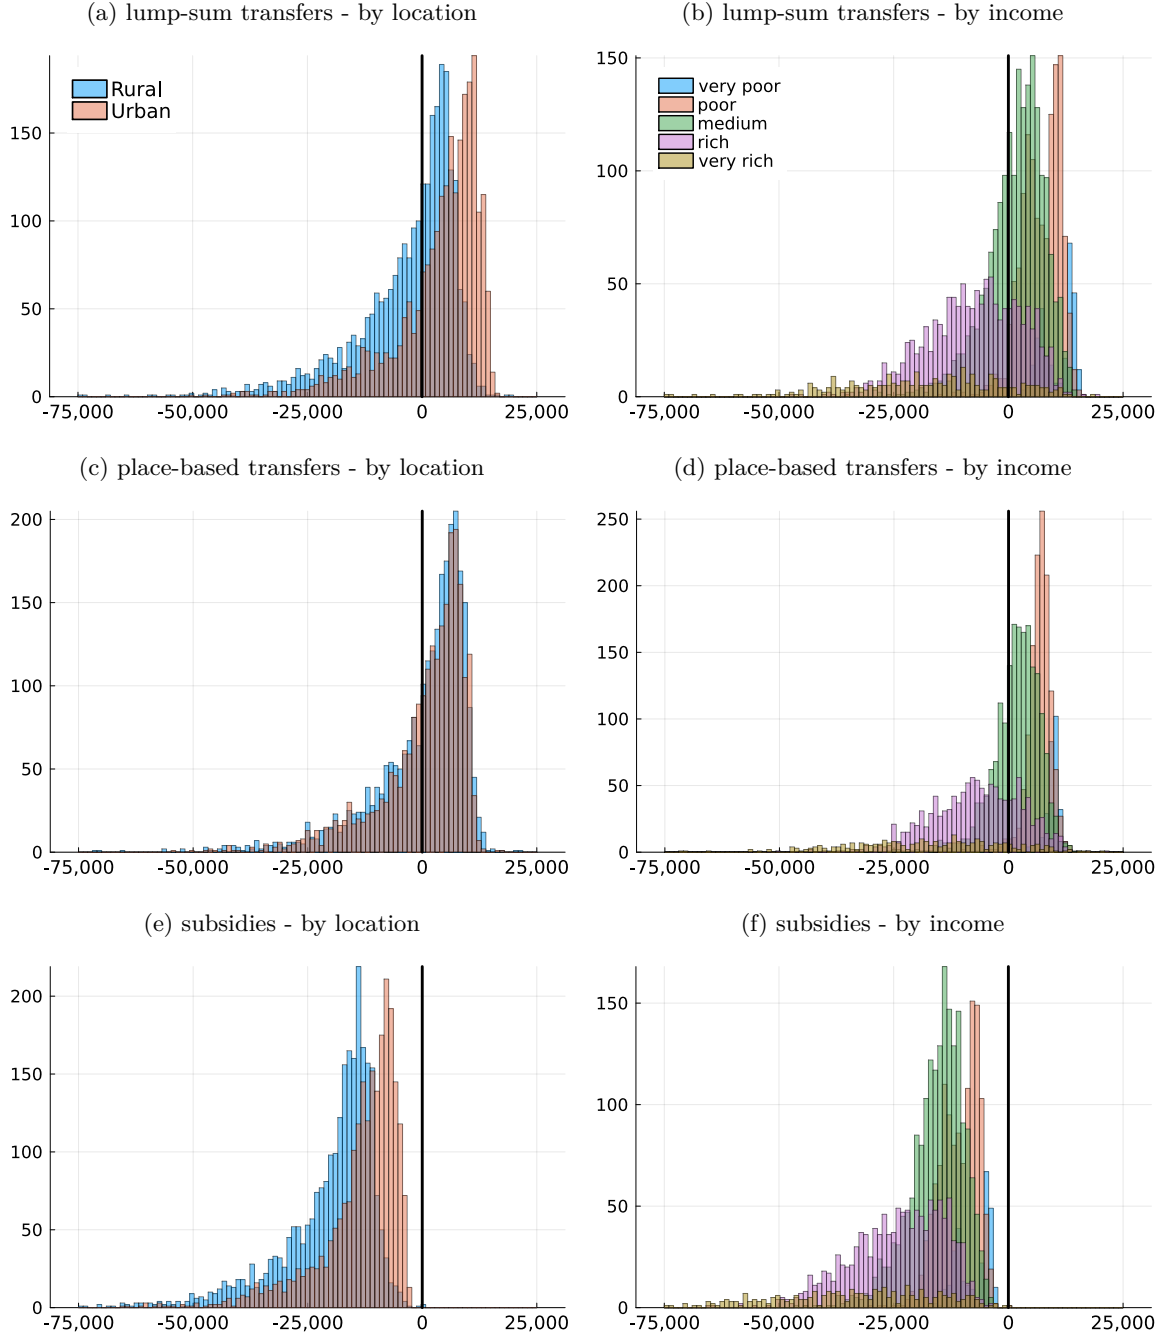 (a) lump-sum transfers - by location
(b) lump-sum transfers - by income
150
100
50
0
Rural
Urban
-75,000 -50,000 -25,000 0 25,000
150
100
50
0
very poor
poor
medium
rich
very rich
-75,000 -50,000 -25,000 0 25,000
(c) place-based transfers - by location
(d) place-based transfers - by income
200
150
100
50
0
-75,000 -50,000 -25,000 0 25,000
250
200
150
100
50
0
-75,000 -50,000 -25,000 0 25,000
(e) subsidies - by location
(f) subsidies - by income
200
150
100
50
0
-75,000 -50,000 -25,000 0 25,000
150
100
50
0
-75,000 -50,000 -25,000 0 25,000